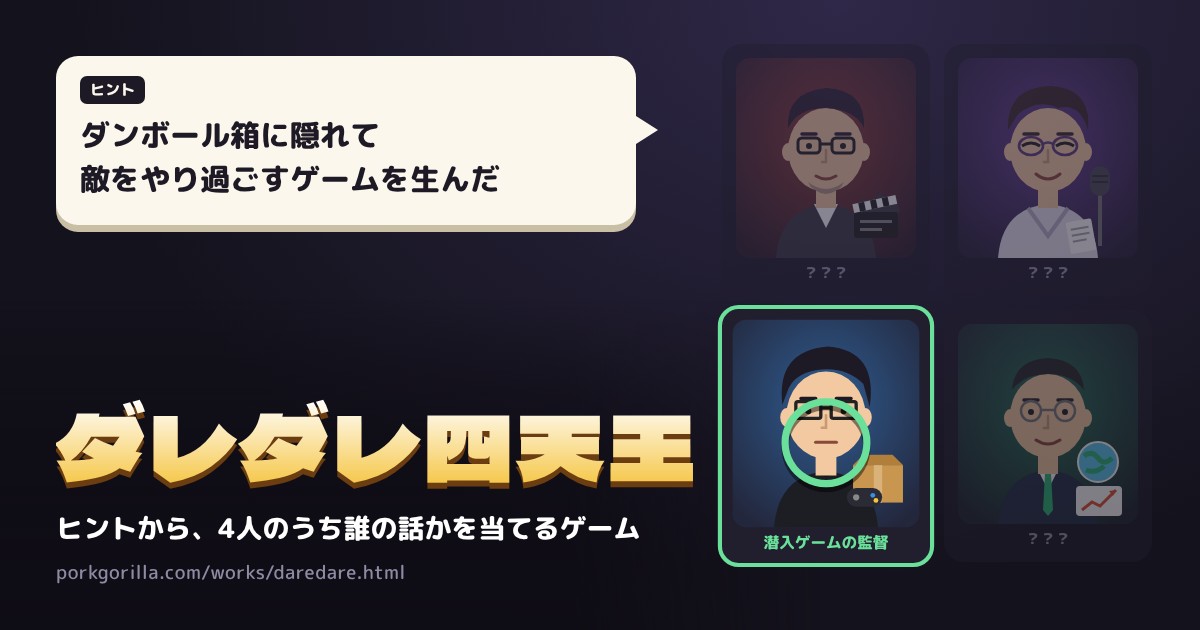 ヒント
ダンボール箱に隠れて
敵をやり過ごすゲームを生んだ
ダレダレ四天王
ヒントから、4人のうち誰の話かを当てるゲーム
porkgorilla.com/works/daredare.html
???
???
潜入ゲームの監督
???